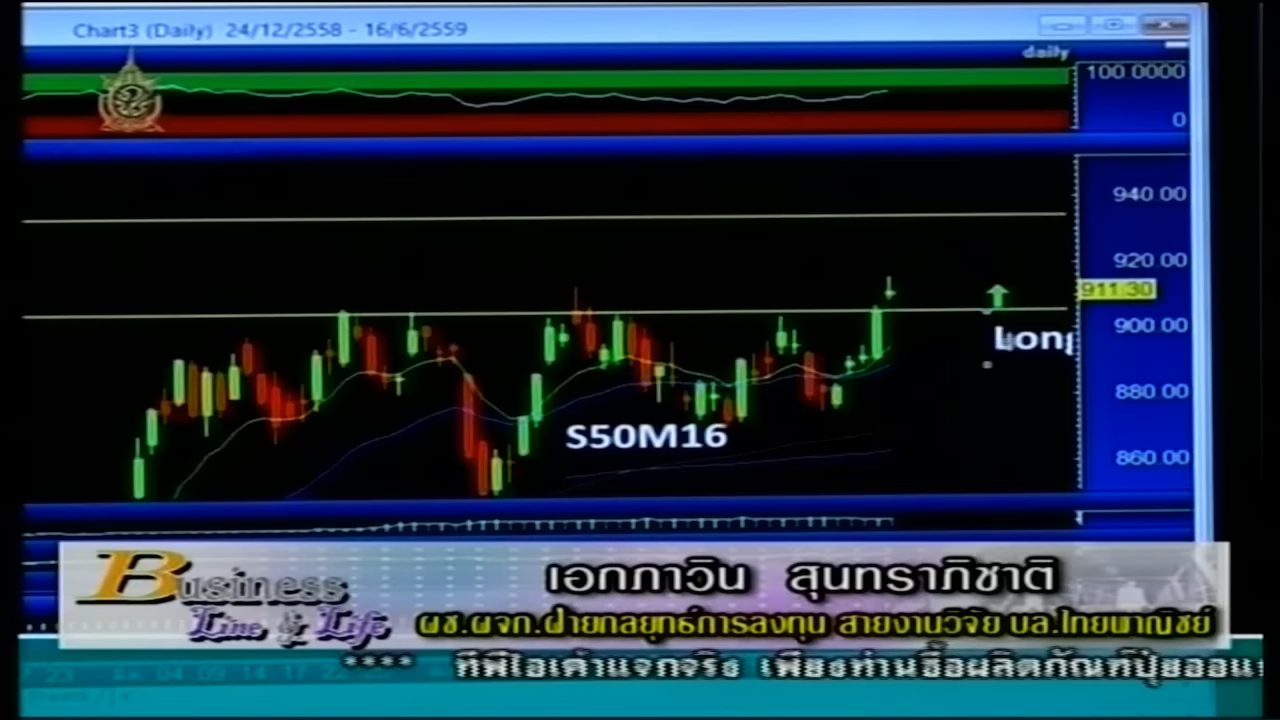 Chart3 (Daily) 24/12/2558 - 16/6/2559
daily
100.0000
0
940.00
920.00
911.30
900.00
Long
880.00
S50M16
860.00
Business
Line & Life
เอกภาวิน สุนทราภิชาติ
ผช.ผจก.ฝ่ายกลยุทธ์การลงทุน สายงานวิจัย บล.ไทยพาณิชย์
**** ทีพีไอเค้าแจกจริง เพียงท่านซื้อผลิตภัณฑ์ปุ๋ยออแ
04 09 14 17 22